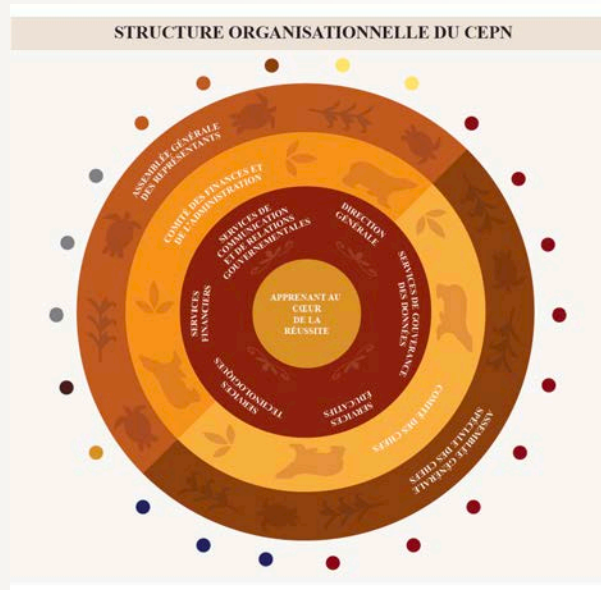 STRUCTURE ORGANISATIONNELLE DU CEPN
ASSEMBLÉE GÉNÉRALE
DES REPRÉSENTANTS
COMITÉ DES FINANCES ET
DE L'ADMINISTRATION
SERVICES DE
COMMUNICATION
ET DE RELATIONS
GOUVERNEMENTALES
DIRECTION
GÉNÉRALE
SERVICES DE GOUVERANCE
DES DONNÉES
SERVICES
FINANCIERS
APPRENANT AU
CŒUR
DE LA
RÉUSSITE
SERVICES
TECHNOLOGIQUES
SERVICES
ÉDUCATIFS
COMITÉ DES CHEFS
ASSEMBLÉE GÉNÉRALE
SPÉCIALE DES CHEFS